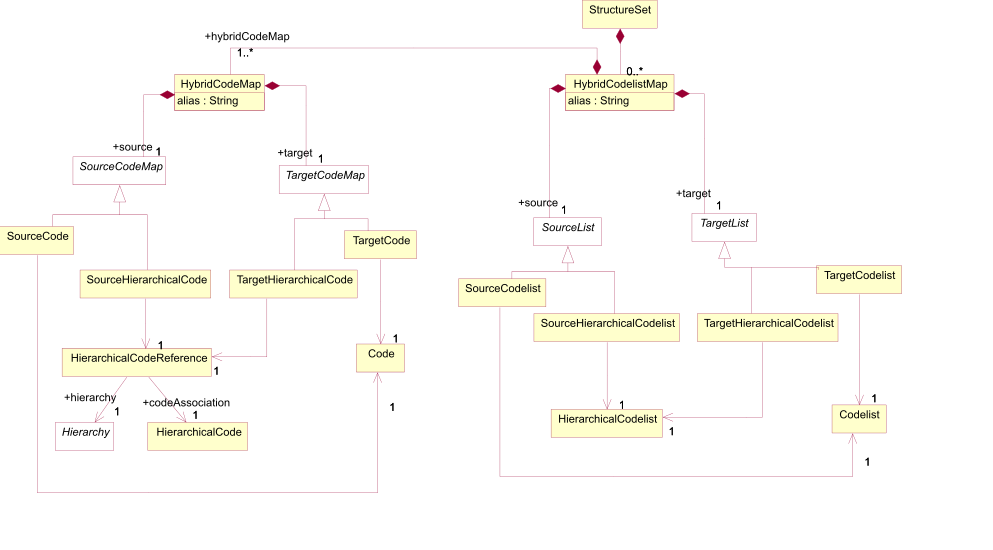 StructureSet
+hybridCodeMap
1..*
0..*
HybridCodeMap
alias : String
HybridCodelistMap
alias : String
+source
1
+target
1
SourceCodeMap
TargetCodeMap
+source
1
+target
1
SourceList
TargetList
SourceCode
TargetCode
SourceHierarchicalCode
TargetHierarchicalCode
SourceCodelist
TargetCodelist
SourceHierarchicalCodelist
TargetHierarchicalCodelist
1
1
HierarchicalCodeReference
1
Code
+hierarchy
1
+codeAssociation
1
1
Hierarchy
HierarchicalCode
1
HierarchicalCodelist
1
1
Codelist
1